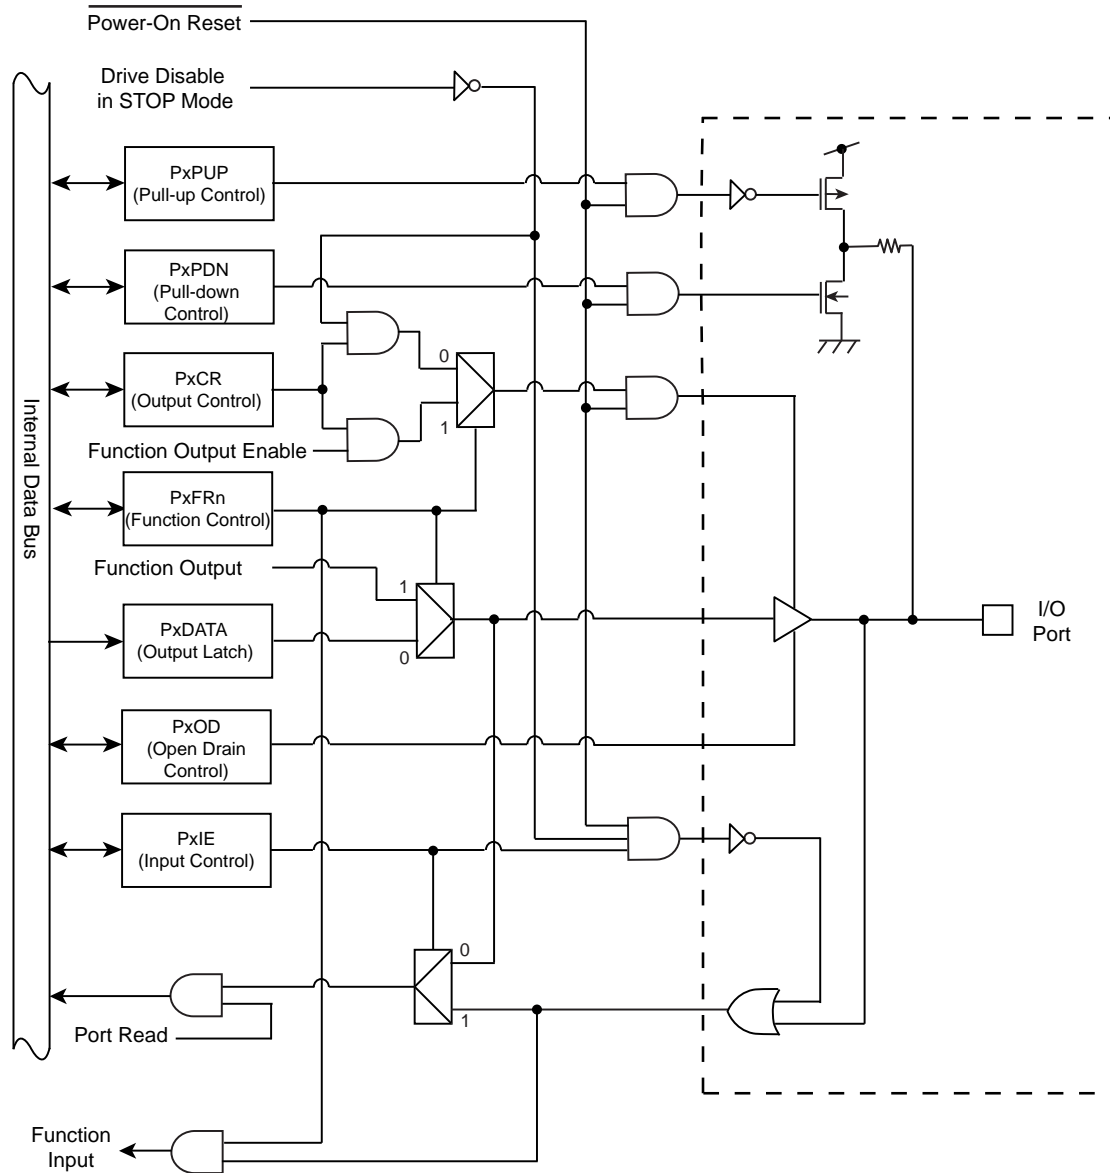 Power-On Reset
Drive Disable
in STOP Mode
PxPUP
(Pull-up Control)
PxPDN
(Pull-down
Control)
0
PxCR
(Output Control)
1
Function Output Enable
Internal Data Bus
PxFRn
(Function Control)
Function Output
1
I/O
Port
PxDATA
(Output Latch)
0
PxOD
(Open Drain
Control)
PxIE
(Input Control)
0
1
Port Read
Function
Input